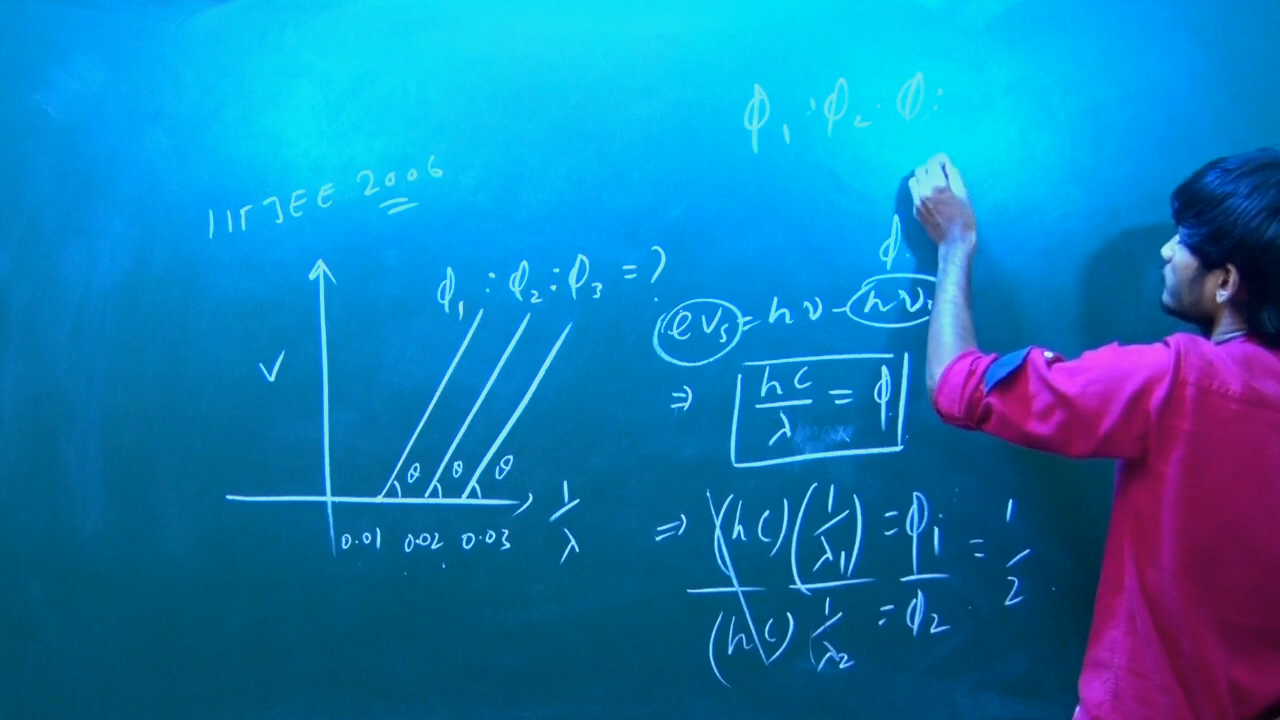 φ₁ : φ₂ : φ:
IIT JEE 2006
φ₁ : φ₂ : φ₃ = ?
V
θ θ θ
0.01 0.02 0.03
1/λ
φ
eVₛ = hν - hν₀
⇒ hc/λ = φ
⇒ (hc)(1/λ₁) = φ₁
(hc) 1/λ₂ = φ₂
= 1/2